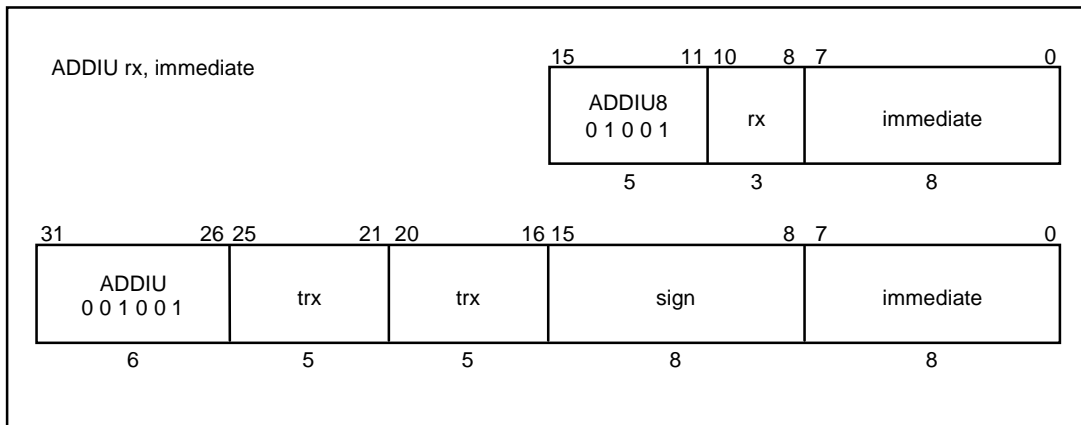 ADDIU rx, immediate
15 11 10 8 7 0
ADDIU8
0 1 0 0 1
rx
immediate
5 3 8
31 26 25 21 20 16 15 8 7 0
ADDIU
0 0 1 0 0 1
trx
trx
sign
immediate
6 5 5 8 8